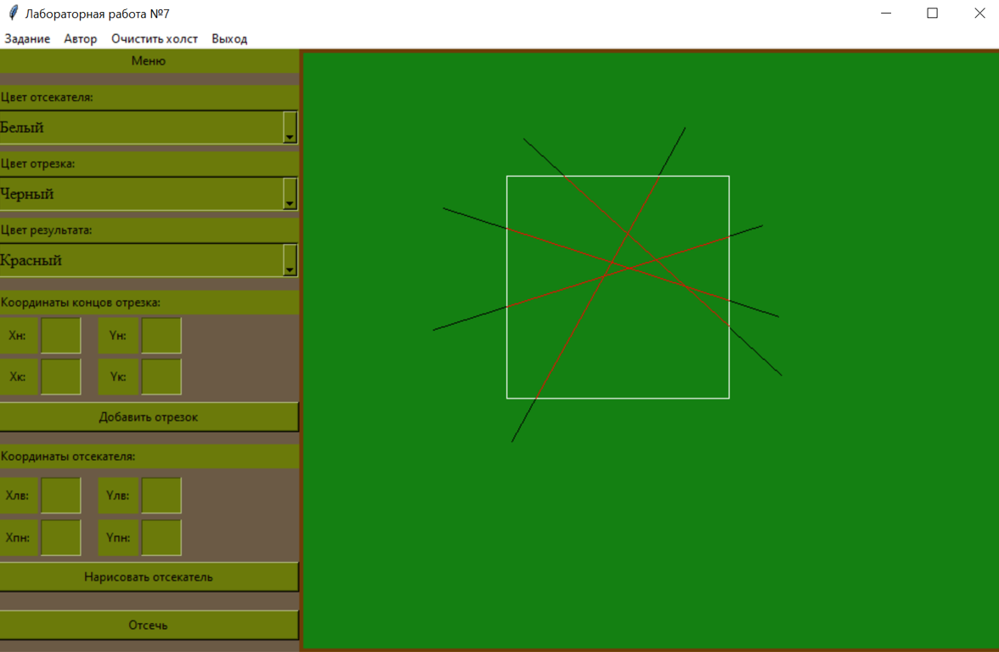 Лабораторная работа №7
Задание Автор Очистить холст Выход
Меню
Цвет отсекателя:
Белый
Цвет отрезка:
Черный
Цвет результата:
Красный
Координаты концов отрезка:
Xн: Yн:
Xк: Yк:
Добавить отрезок
Координаты отсекателя:
Xлв: Yлв:
Xпн: Yпн:
Нарисовать отсекатель
Отсечь